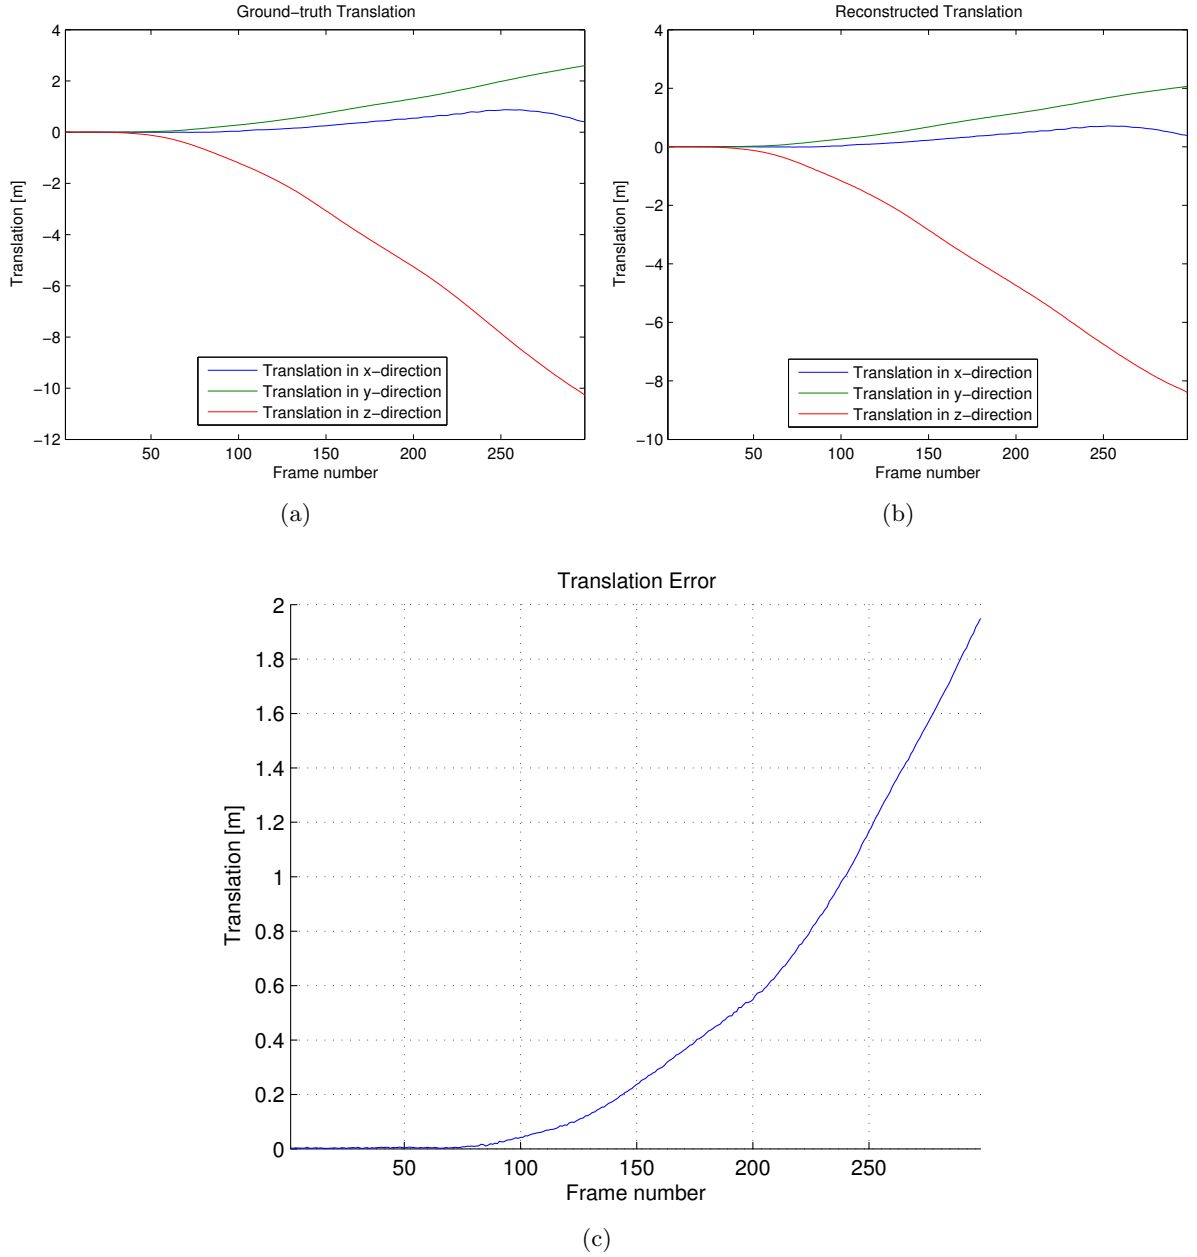 Ground−truth Translation
4
2
0
−2
−4
−6
−8
−10
−12
Translation [m]
Translation in x−direction
Translation in y−direction
Translation in z−direction
50 100 150 200 250
Frame number
(a)
Reconstructed Translation
4
2
0
−2
−4
−6
−8
−10
Translation [m]
Translation in x−direction
Translation in y−direction
Translation in z−direction
50 100 150 200 250
Frame number
(b)
Translation Error
2
1.8
1.6
1.4
1.2
1
0.8
0.6
0.4
0.2
0
Translation [m]
50 100 150 200 250
Frame number
(c)